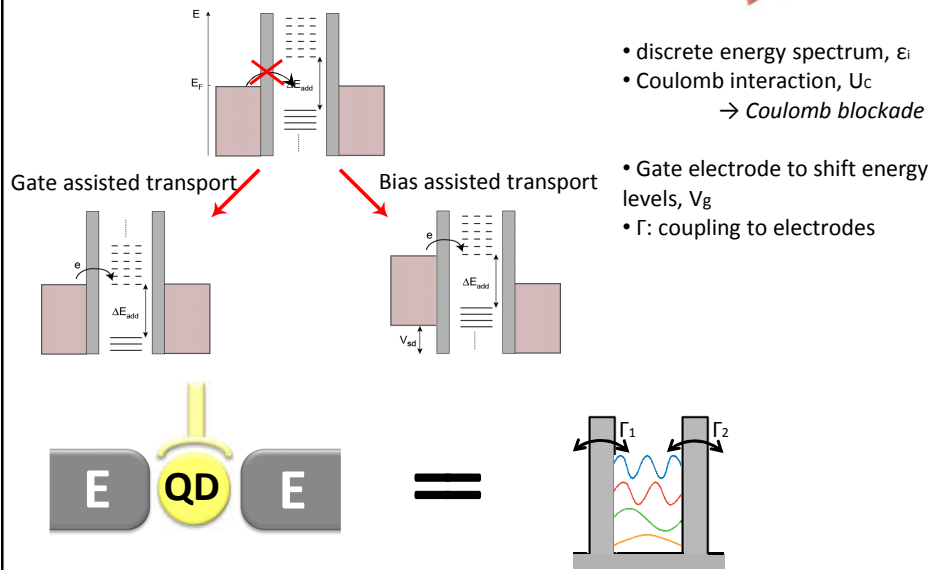 E
E_F
ΔE_add
• discrete energy spectrum, εi
• Coulomb interaction, Uc
→ Coulomb blockade
• Gate electrode to shift energy
levels, Vg
• Γ: coupling to electrodes
Gate assisted transport
Bias assisted transport
e
ΔE_add
e
ΔE_add
V_sd
E QD E
Γ1 Γ2